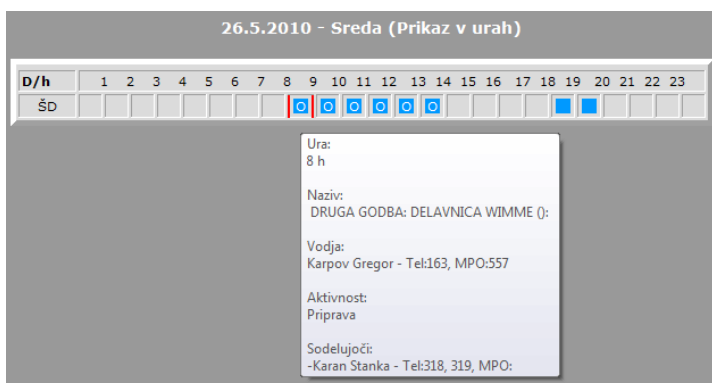 26.5.2010 - Sreda (Prikaz v urah)
D/h 1 2 3 4 5 6 7 8 9 10 11 12 13 14 15 16 17 18 19 20 21 22 23
ŠD O O O O O O
Ura:
8 h
Naziv:
DRUGA GODBA: DELAVNICA WIMME ():
Vodja:
Karpov Gregor - Tel:163, MPO:557
Aktivnost:
Priprava
Sodelujoči:
-Karan Stanka - Tel:318, 319, MPO: